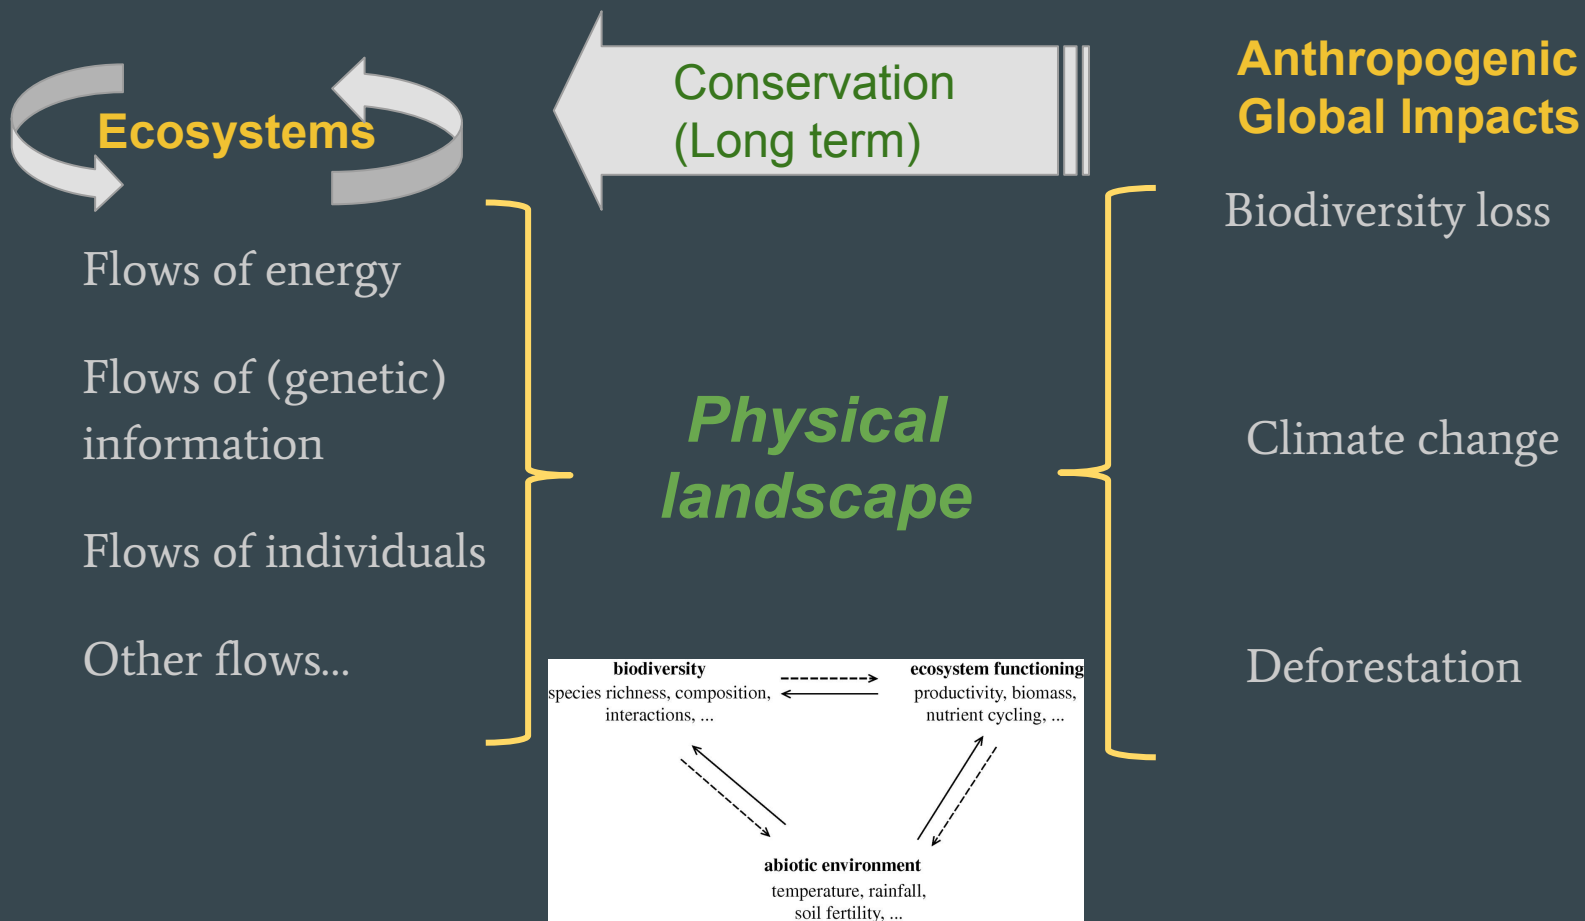 Ecosystems
Conservation
(Long term)
Anthropogenic
Global Impacts
Flows of energy
Flows of (genetic)
information
Flows of individuals
Other flows...
Physical
landscape
Biodiversity loss
Climate change
Deforestation
biodiversity
species richness, composition,
interactions, ...
ecosystem functioning
productivity, biomass,
nutrient cycling, ...
abiotic environment
temperature, rainfall,
soil fertility, ...